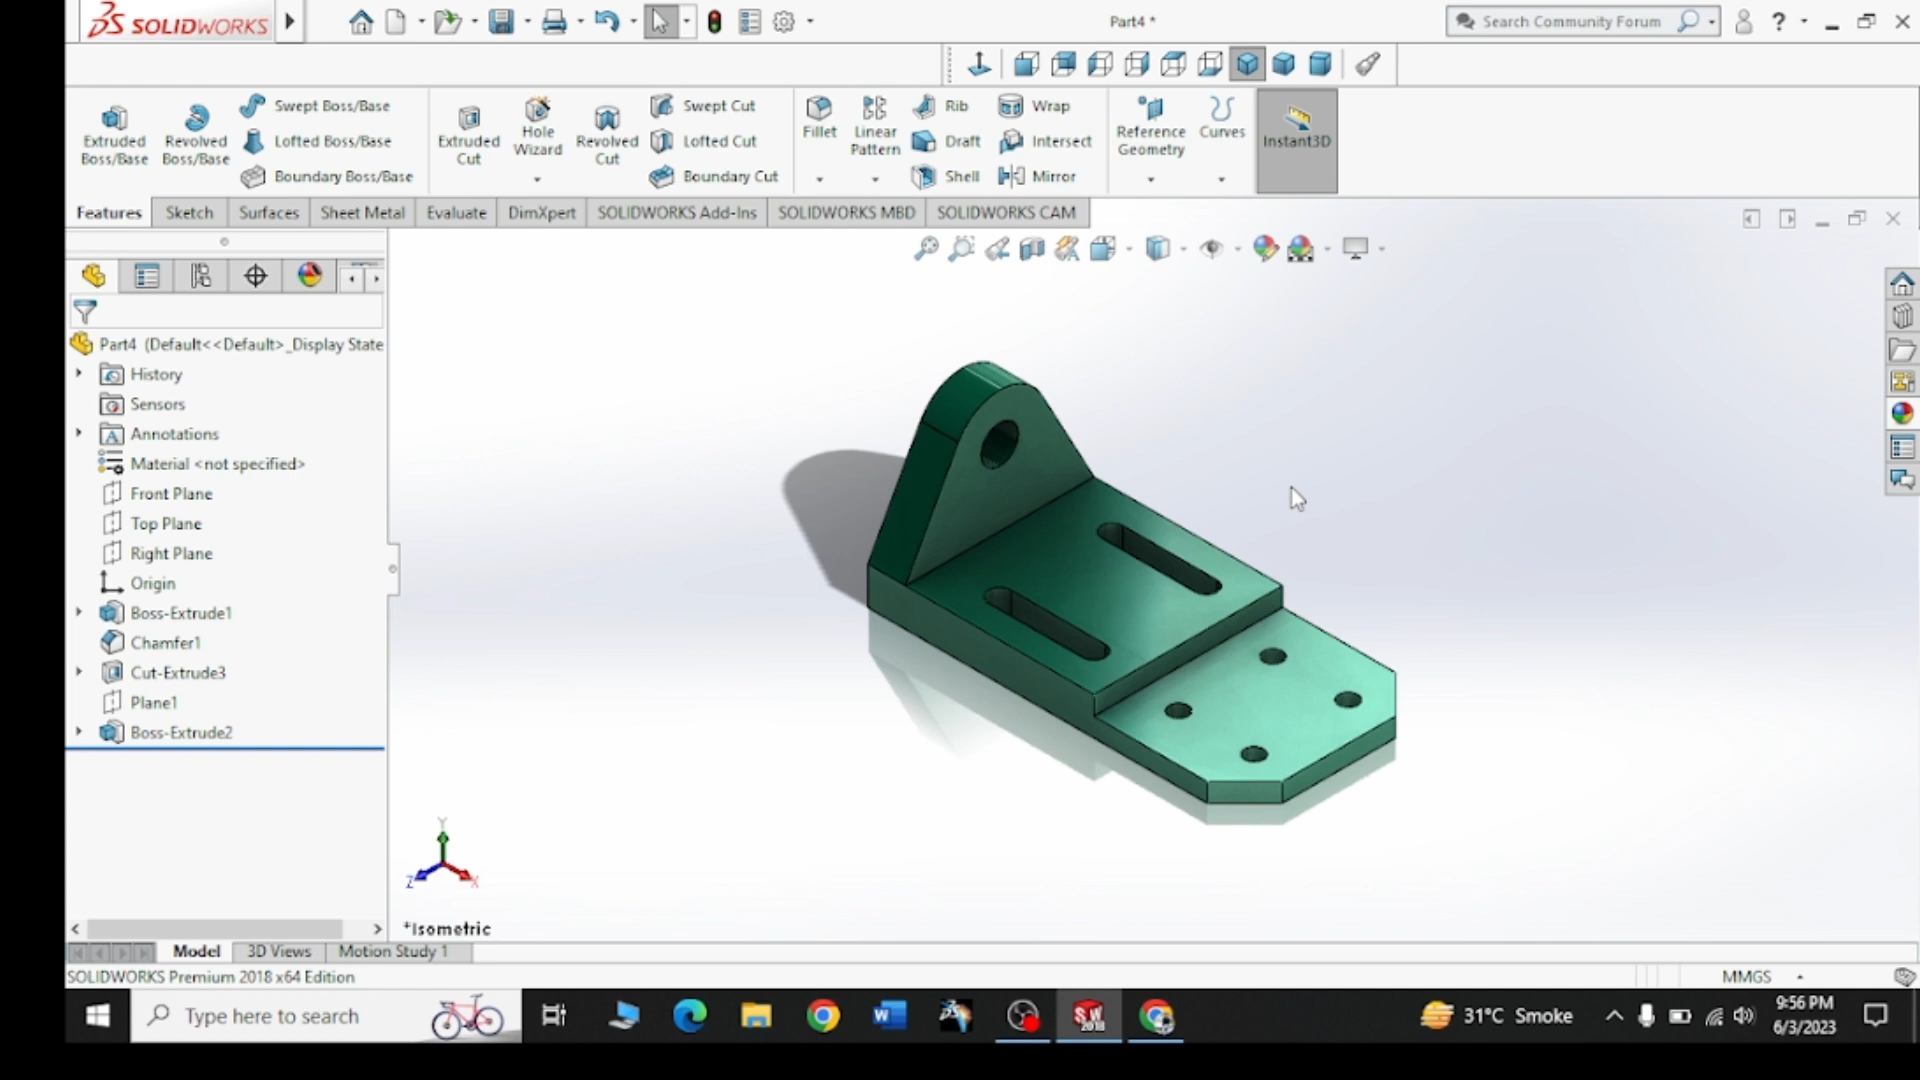 SOLIDWORKS
Part4 *
Search Community Forum
?
Extruded Boss/Base
Revolved Boss/Base
Swept Boss/Base
Lofted Boss/Base
Boundary Boss/Base
Extruded Cut
Hole Wizard
Revolved Cut
Swept Cut
Lofted Cut
Boundary Cut
Fillet
Linear Pattern
Rib
Draft
Shell
Wrap
Intersect
Mirror
Reference Geometry
Curves
Instant3D
Features
Sketch
Surfaces
Sheet Metal
Evaluate
DimXpert
SOLIDWORKS Add-Ins
SOLIDWORKS MBD
SOLIDWORKS CAM
Part4 (Default<<Default>_Display State
History
Sensors
Annotations
Material <not specified>
Front Plane
Top Plane
Right Plane
Origin
Boss-Extrude1
Chamfer1
Cut-Extrude3
Plane1
Boss-Extrude2
Y
Z
X
*Isometric
Model
3D Views
Motion Study 1
SOLIDWORKS Premium 2018 x64 Edition
MMGS
Type here to search
31°C Smoke
9:56 PM
6/3/2023